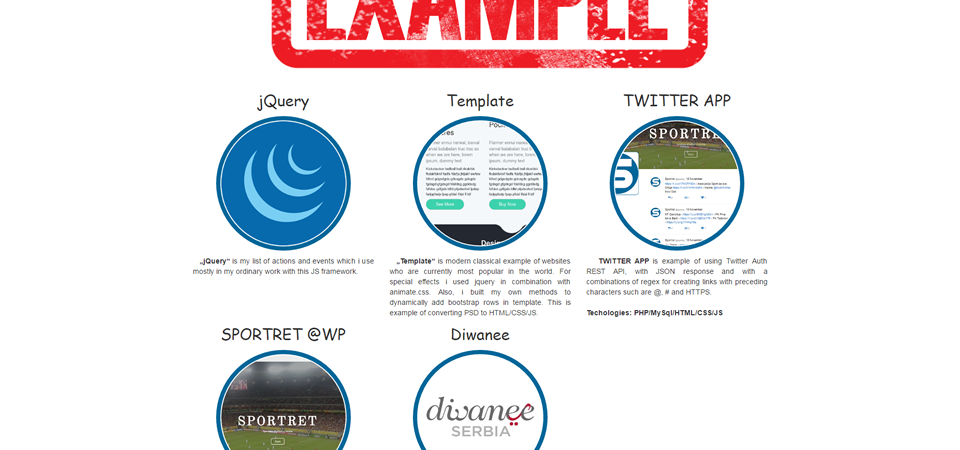 EXAMPLE
jQuery
Template
TWITTER APP
SPORTRET
See More
Buy Now
„jQuery“ is my list of actions and events which i use
mostly in my ordinary work with this JS framework.
„Template“ is modern classical example of websites
who are currently most popular in the world. For
special effects i used jquery in combination with
animate.css. Also, i built my own methods to
dynamically add bootstrap rows in template. This is
example of converting PSD to HTML/CSS/JS.
TWITTER APP is example of using Twitter Auth
REST API, with JSON response and with a
combinations of regex for creating links with preceding
characters such are @, # and HTTPS.
Techologies: PHP/MySql/HTML/CSS/JS
SPORTRET @WP
Diwanee
SPORTRET
diwanee
SERBIA